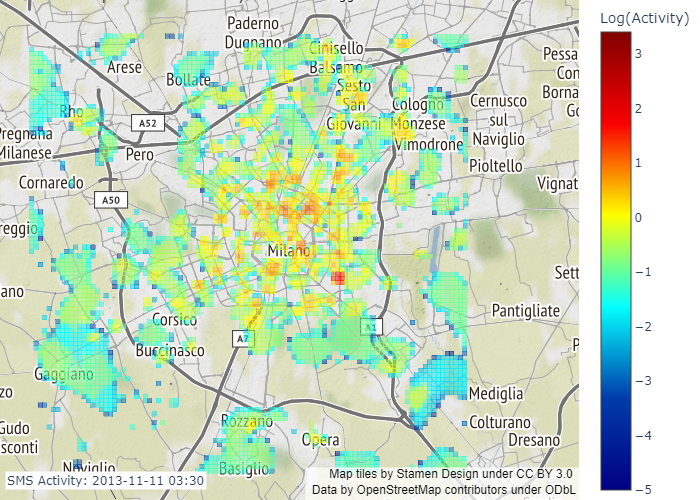 Log(Activity)
Paderno
Dugnano
Cinisello
Balsamo
Arese
Bollate
Sesto
San
Giovanni
Cologno
Monzese
Cernusco
sul
Naviglio
Pessa
Con
Borna
Go
Rho
A52
Pregnana
Milanese
Pero
Vimodrone
Pioltello
Cornaredo
A50
Vignat
reggio
Milano
Sett
ano
Pantigliate
Corsico
A7
A1
Buccinasco
P
Gaggiano
zo
Mediglia
Gudo
sconti
Rozzano
Opera
Colturano
Dresano
Noviglio
Basiglio
SMS Activity: 2013-11-11 03:30
Map tiles by Stamen Design under CC BY 3.0
Data by OpenStreetMap contributors under ODbL
3
2
1
0
−1
−2
−3
−4
−5